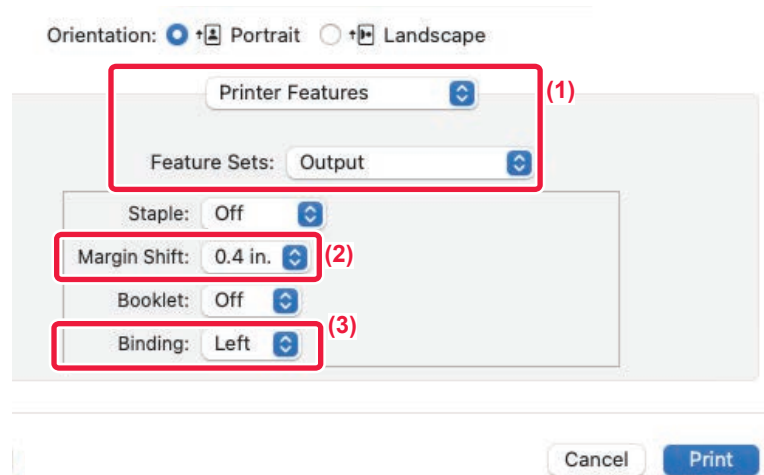 Orientation: Portrait Landscape
Printer Features
(1)
Feature Sets: Output
Staple: Off
Margin Shift: 0.4 in.
(2)
Booklet: Off
Binding: Left
(3)
Cancel Print